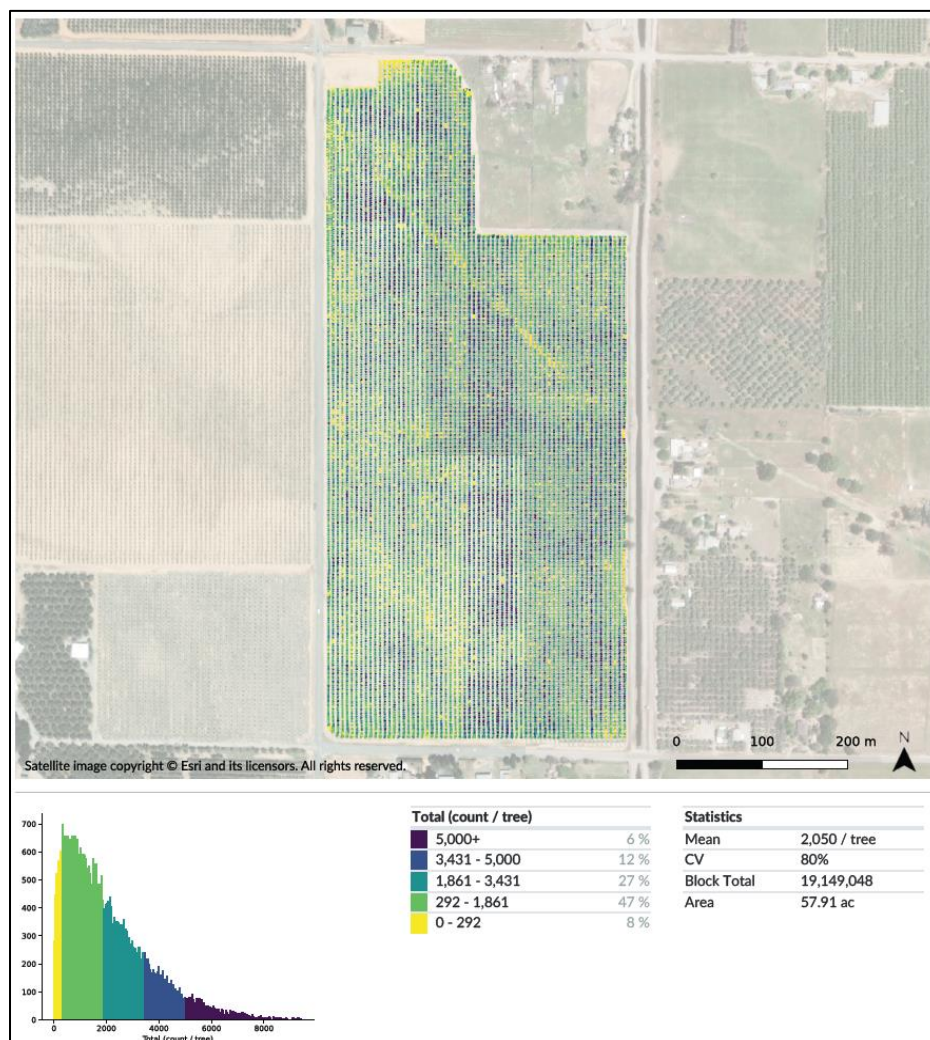 N
0 100 200 m
Satellite image copyright © Esri and its licensors. All rights reserved.
700
600
500
400
300
200
100
0
0 2000 4000 6000 8000
Total (count / tree)
Total (count / tree)
5,000+ 6 %
3,431 - 5,000 12 %
1,861 - 3,431 27 %
292 - 1,861 47 %
0 - 292 8 %
Statistics
Mean 2,050 / tree
CV 80%
Block Total 19,149,048
Area 57.91 ac